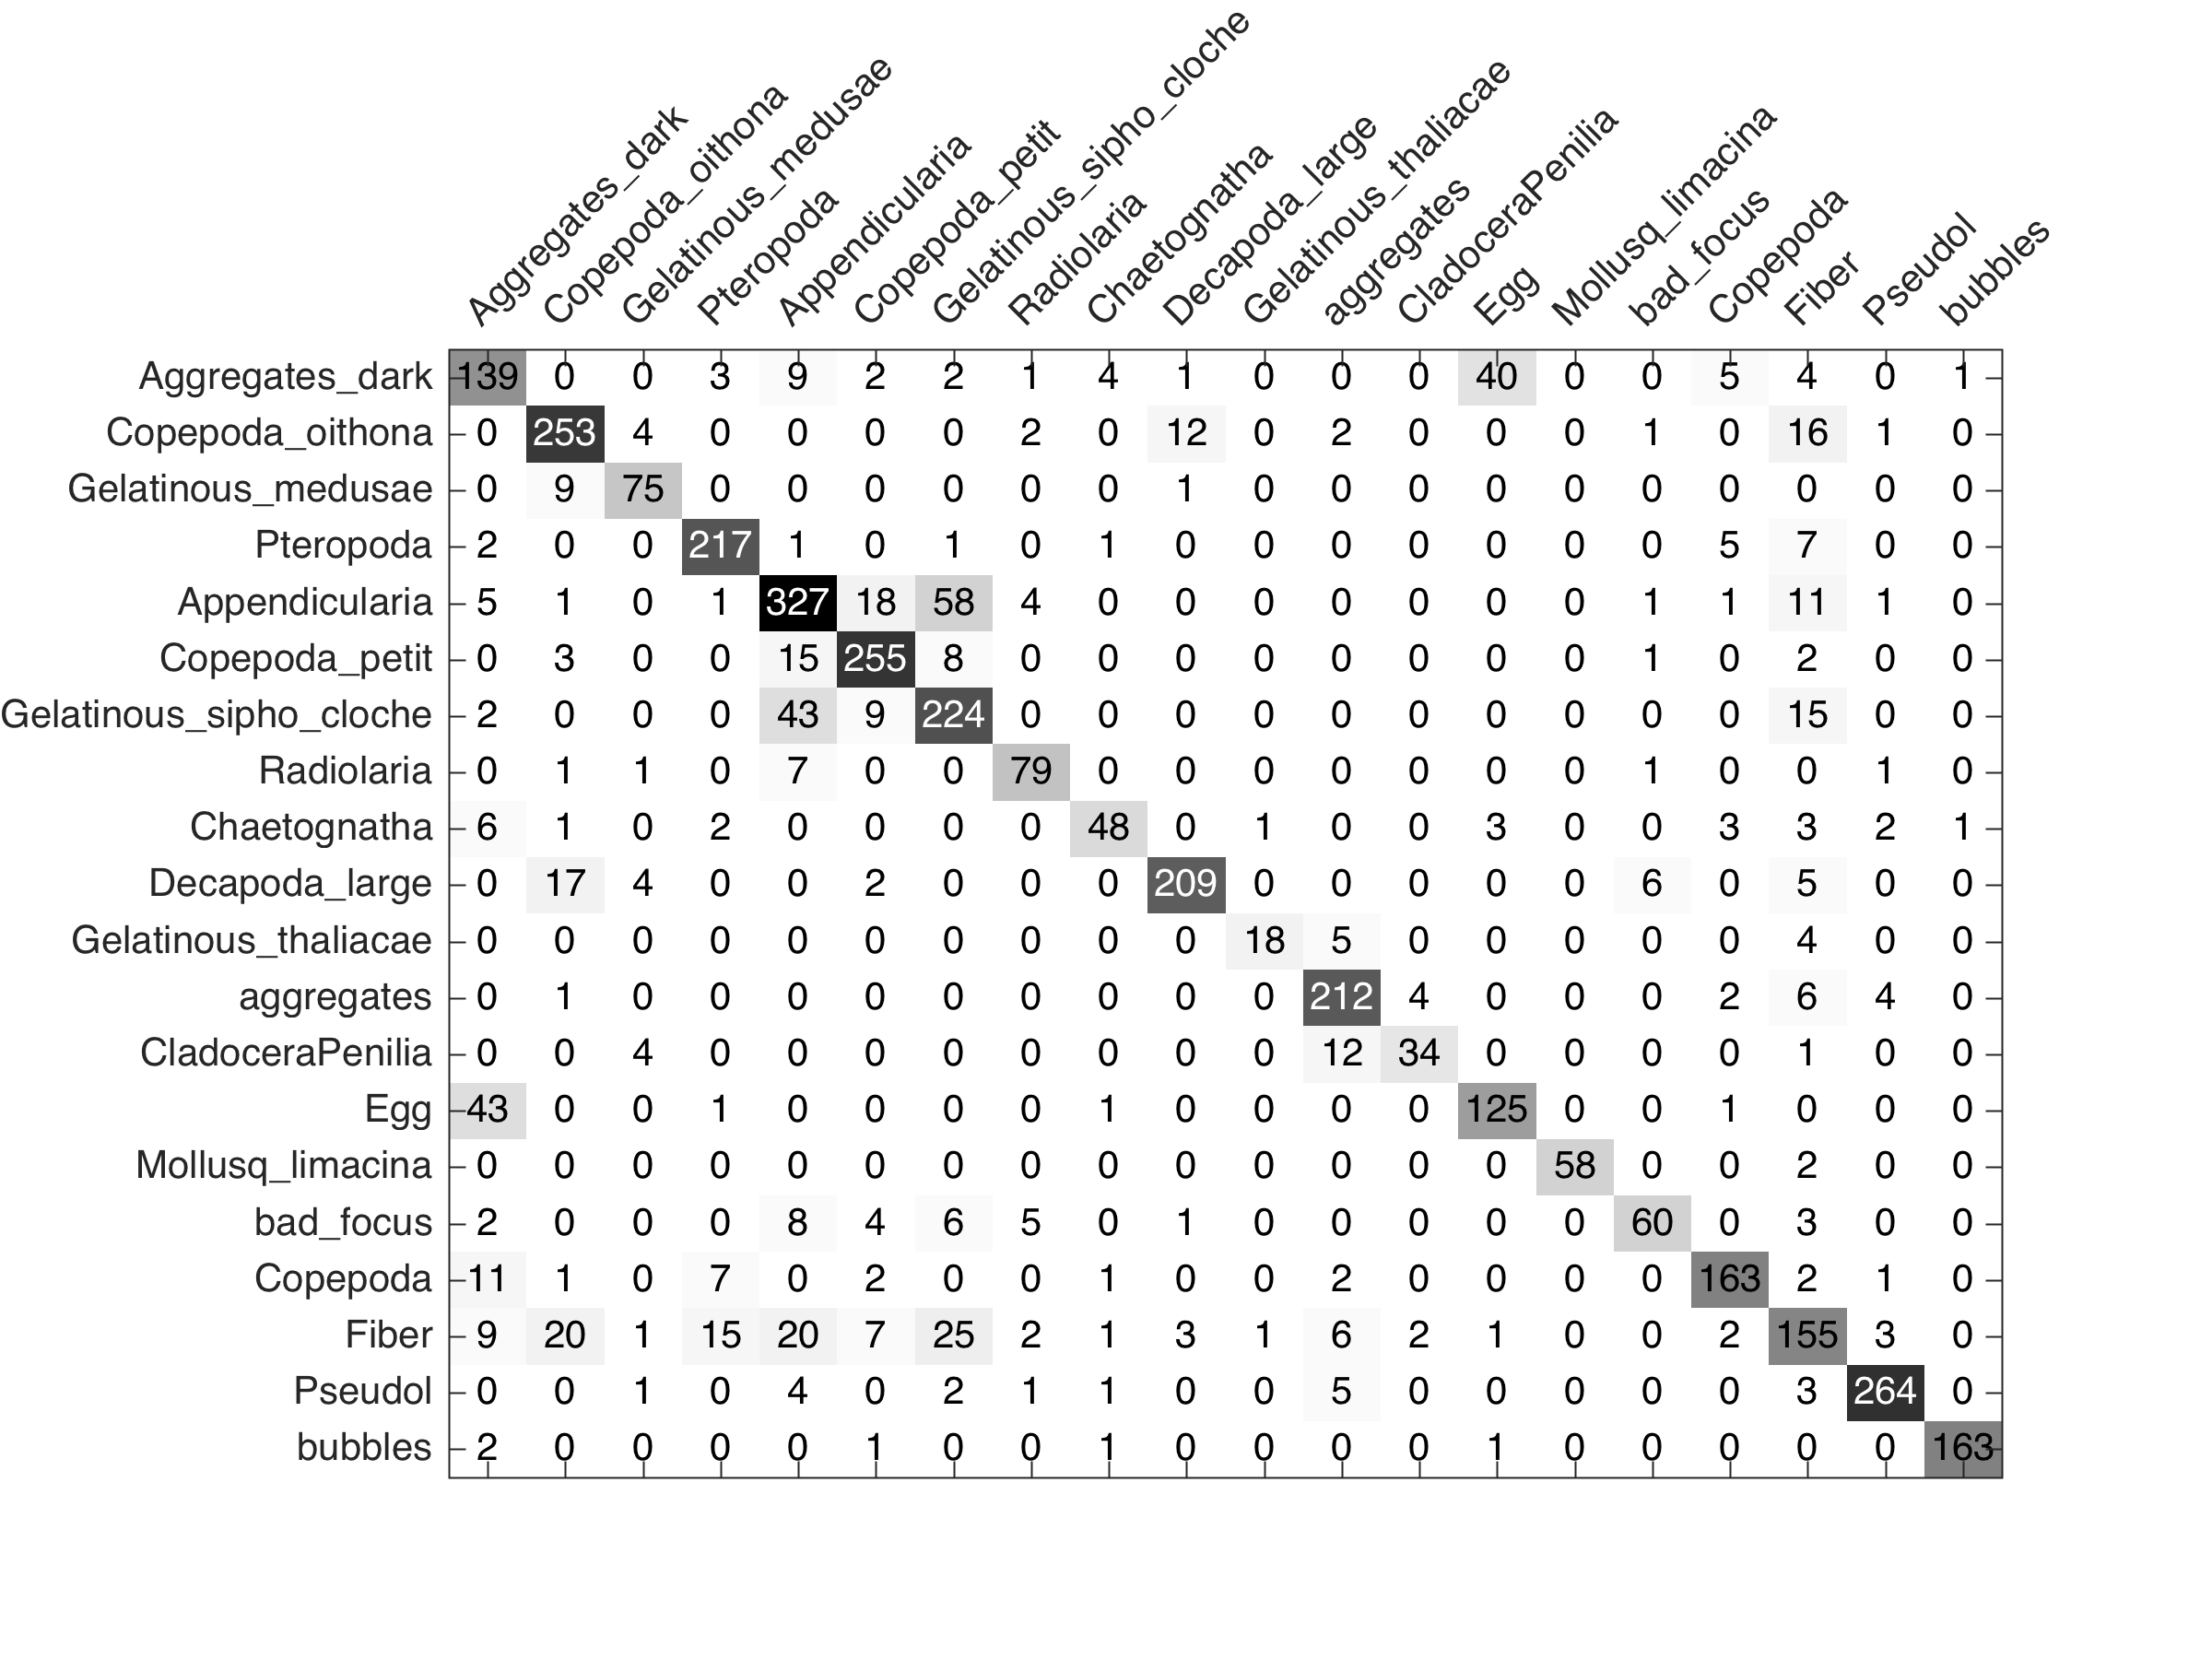 Aggregates_dark
Copepoda_oithona
Gelatinous_medusae
Pteropoda
Appendicularia
Copepoda_petit
Gelatinous_sipho_cloche
Radiolaria
Chaetognatha
Decapoda_large
Gelatinous_thaliacae
aggregates
CladoceraPenilia
Egg
Mollusq_limacina
bad_focus
Copepoda
Fiber
Pseudol
bubbles
Aggregates_dark 139 0 0 3 9 2 2 1 4 1 0 0 0 40 0 0 5 4 0 1
Copepoda_oithona 0 253 4 0 0 0 0 2 0 12 0 2 0 0 0 1 0 16 1 0
Gelatinous_medusae 0 9 75 0 0 0 0 0 0 1 0 0 0 0 0 0 0 0 0 0
Pteropoda 2 0 0 217 1 0 1 0 1 0 0 0 0 0 0 0 5 7 0 0
Appendicularia 5 1 0 1 327 18 58 4 0 0 0 0 0 0 0 1 1 11 1 0
Copepoda_petit 0 3 0 0 15 255 8 0 0 0 0 0 0 0 0 1 0 2 0 0
Gelatinous_sipho_cloche 2 0 0 0 43 9 224 0 0 0 0 0 0 0 0 0 0 15 0 0
Radiolaria 0 1 1 0 7 0 0 79 0 0 0 0 0 0 0 1 0 0 1 0
Chaetognatha 6 1 0 2 0 0 0 0 48 0 1 0 0 3 0 0 3 3 2 1
Decapoda_large 0 17 4 0 0 2 0 0 0 209 0 0 0 0 0 6 0 5 0 0
Gelatinous_thaliacae 0 0 0 0 0 0 0 0 0 0 18 5 0 0 0 0 0 4 0 0
aggregates 0 1 0 0 0 0 0 0 0 0 0 212 4 0 0 0 2 6 4 0
CladoceraPenilia 0 0 4 0 0 0 0 0 0 0 0 12 34 0 0 0 0 1 0 0
Egg 43 0 0 1 0 0 0 0 1 0 0 0 0 125 0 0 1 0 0 0
Mollusq_limacina 0 0 0 0 0 0 0 0 0 0 0 0 0 0 58 0 0 2 0 0
bad_focus 2 0 0 0 8 4 6 5 0 1 0 0 0 0 0 60 0 3 0 0
Copepoda 11 1 0 7 0 2 0 0 1 0 0 2 0 0 0 0 163 2 1 0
Fiber 9 20 1 15 20 7 25 2 1 3 1 6 2 1 0 0 2 155 3 0
Pseudol 0 0 1 0 4 0 2 1 1 0 0 5 0 0 0 0 0 3 264 0
bubbles 2 0 0 0 0 1 0 0 1 0 0 0 0 1 0 0 0 0 0 163